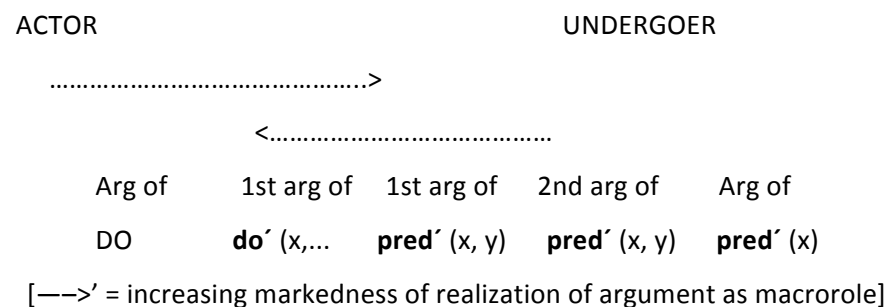 ACTOR UNDERGOER
…………………………………………..>
<……………………………………
Arg of 1st arg of 1st arg of 2nd arg of Arg of
DO do´ (x,... pred´ (x, y) pred´ (x, y) pred´ (x)
[——>’ = increasing markedness of realization of argument as macrorole]